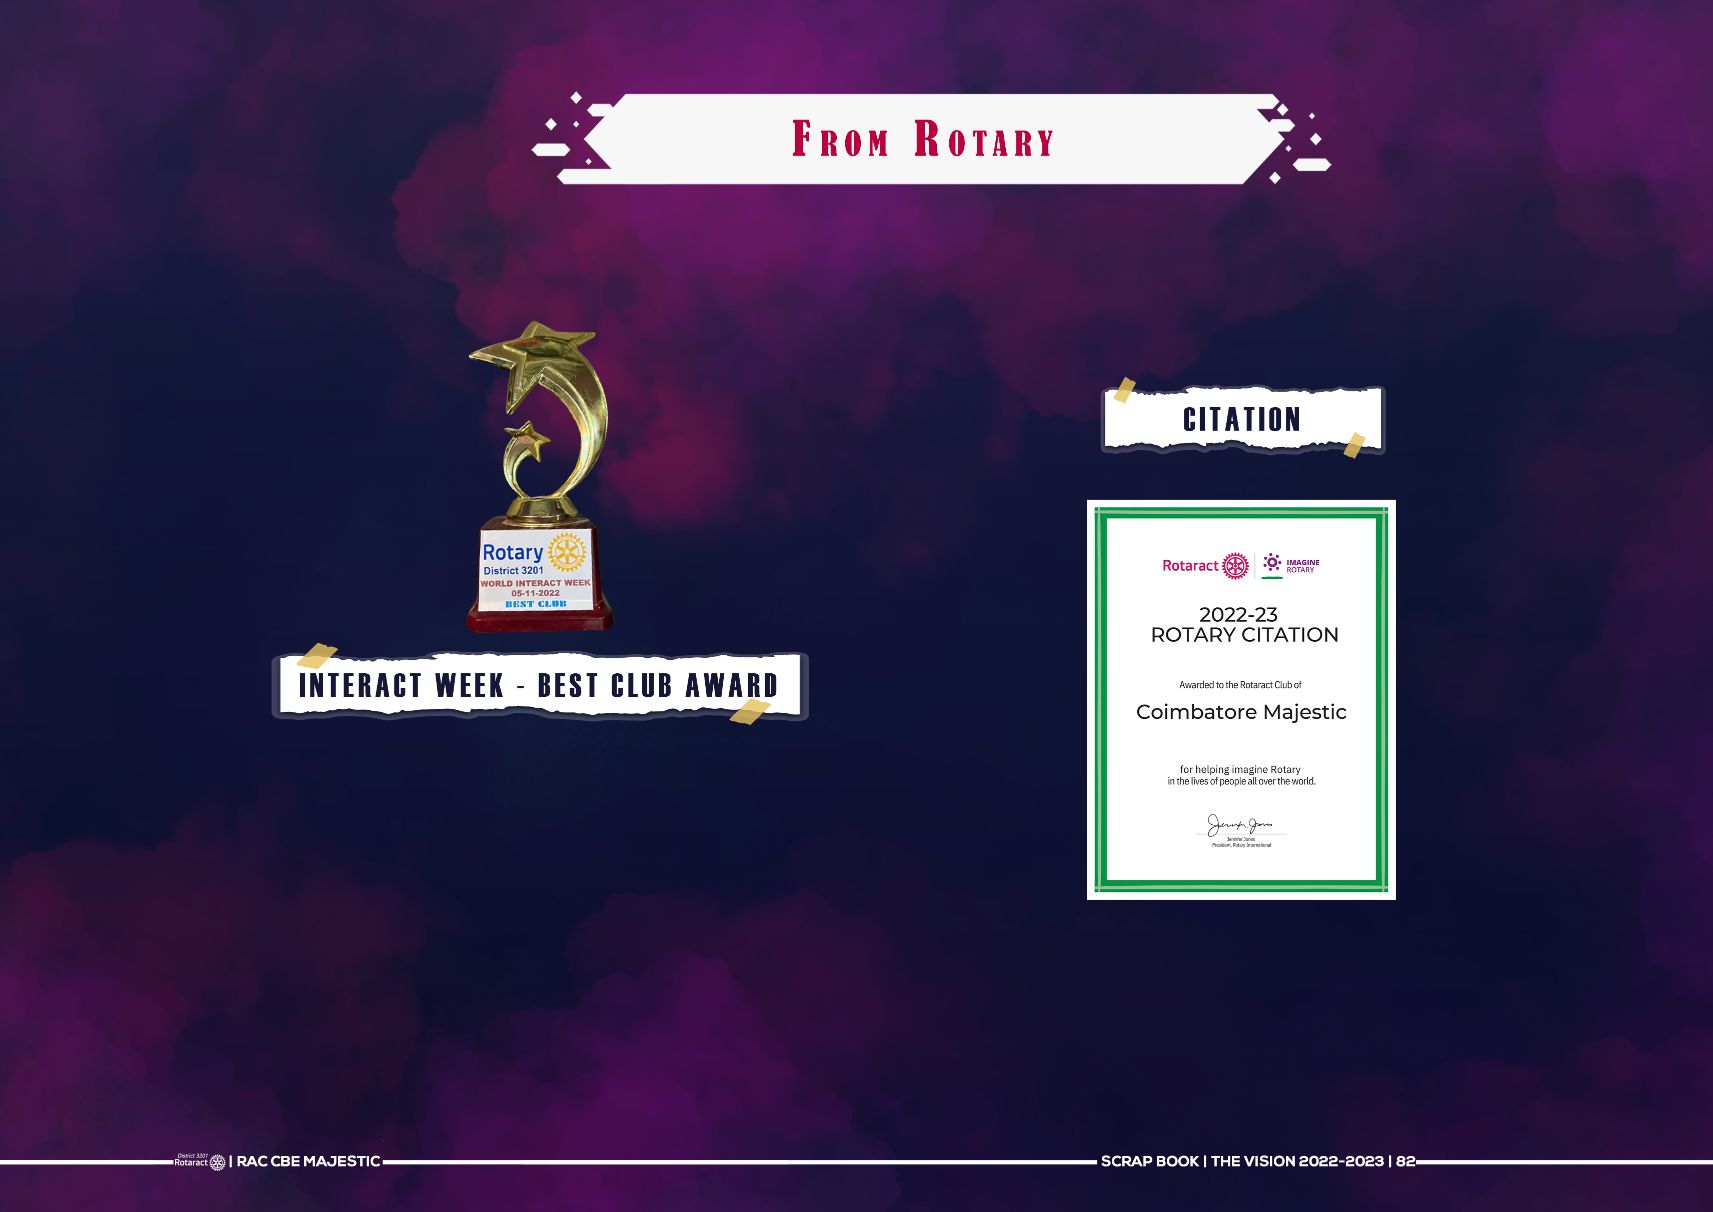 FROM ROTARY
Rotary
District 3201
WORLD INTERACT WEEK
05-11-2022
BEST CLUB
INTERACT WEEK - BEST CLUB AWARD
CITATION
Rotaract
IMAGINE
ROTARY
2022-23
ROTARY CITATION
Awarded to the Rotaract Club of
Coimbatore Majestic
for helping imagine Rotary
in the lives of people all over the world.
Jennifer Jones
Jennifer Jones
President, Rotary International
District 3201
Rotaract | RAC CBE MAJESTIC
SCRAP BOOK | THE VISION 2022-2023 | 82